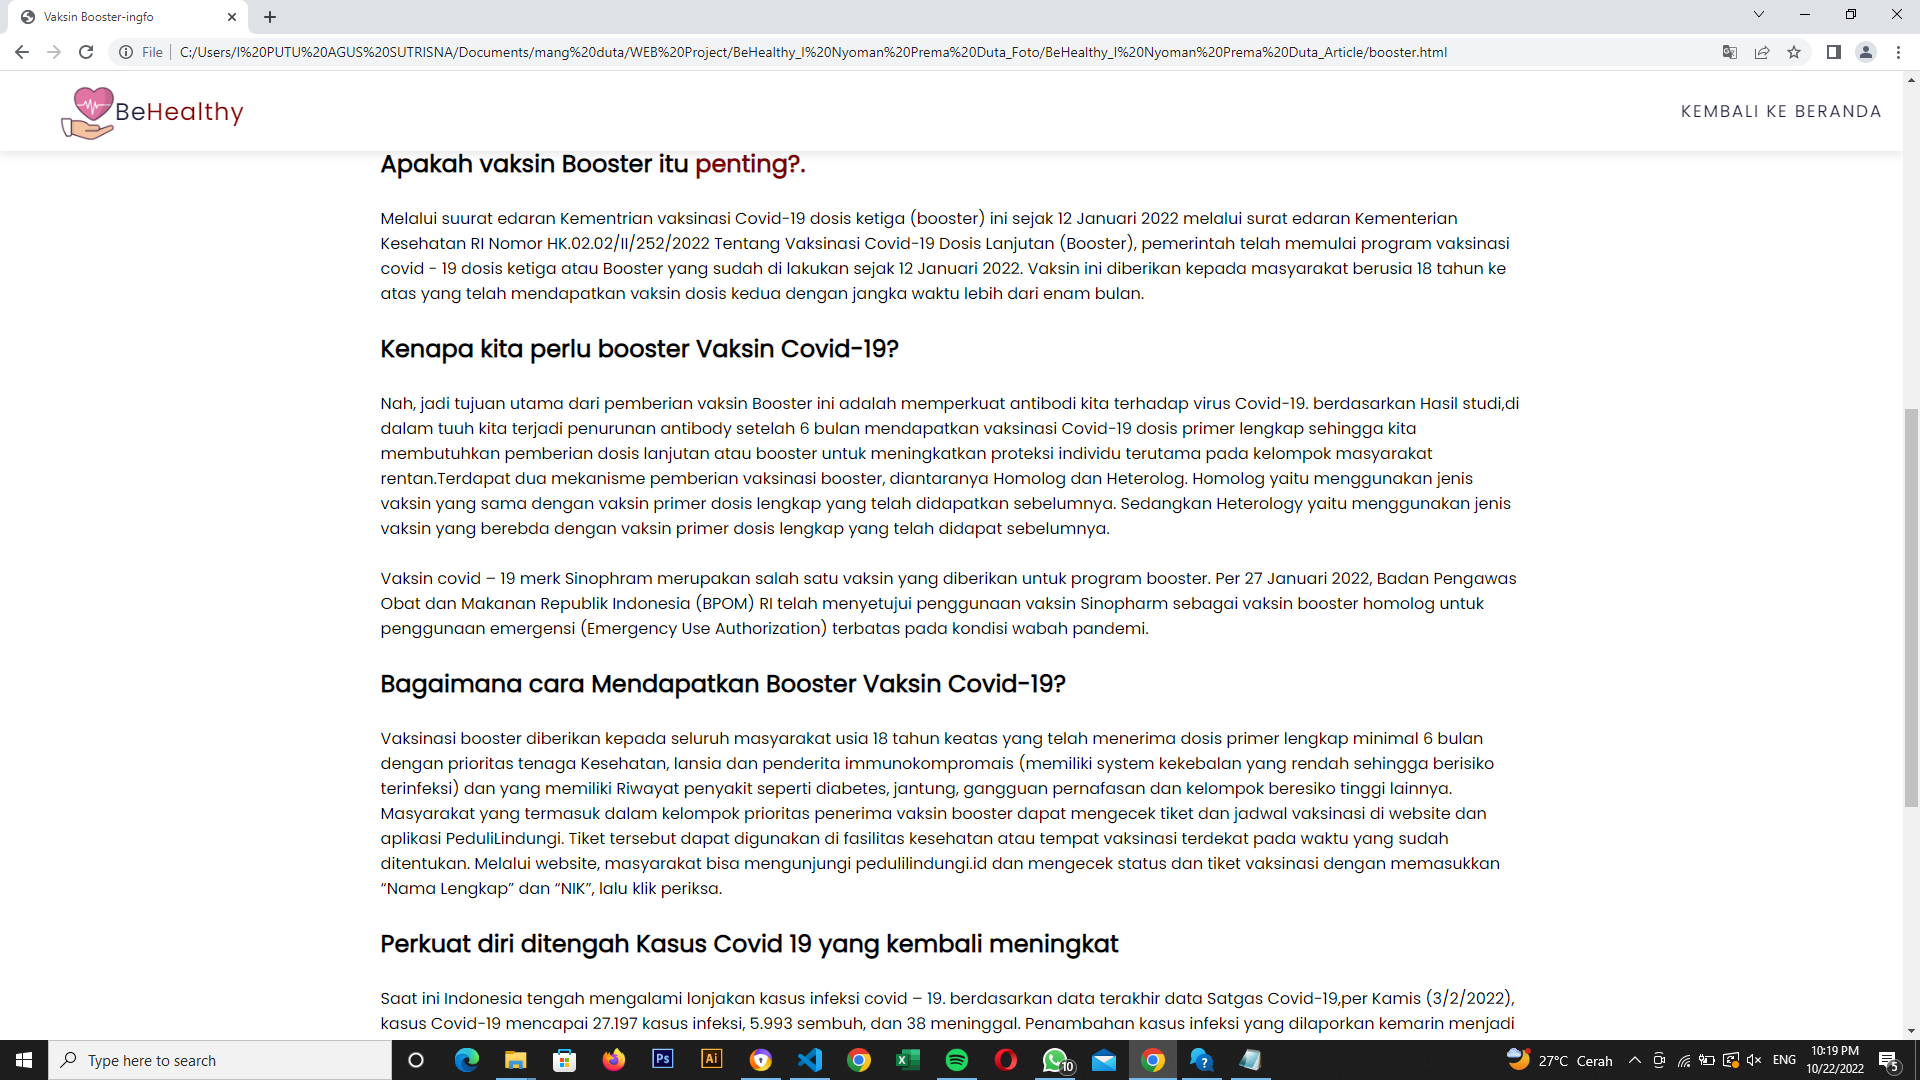 Vaksin Booster-ingfo
File
C:/Users/I%20PUTU%20AGUS%20SUTRISNA/Documents/mang%20duta/WEB%20Project/BeHealthy_I%20Nyoman%20Prema%20Duta_Foto/BeHealthy_I%20Nyoman%20Prema%20Duta_Article/booster.html
BeHealthy
KEMBALI KE BERANDA
Apakah vaksin Booster itu penting?.
Melalui suurat edaran Kementrian vaksinasi Covid-19 dosis ketiga (booster) ini sejak 12 Januari 2022 melalui surat edaran Kementerian
Kesehatan RI Nomor HK.02.02/II/252/2022 Tentang Vaksinasi Covid-19 Dosis Lanjutan (Booster), pemerintah telah memulai program vaksinasi
covid - 19 dosis ketiga atau Booster yang sudah di lakukan sejak 12 Januari 2022. Vaksin ini diberikan kepada masyarakat berusia 18 tahun ke
atas yang telah mendapatkan vaksin dosis kedua dengan jangka waktu lebih dari enam bulan.
Kenapa kita perlu booster Vaksin Covid-19?
Nah, jadi tujuan utama dari pemberian vaksin Booster ini adalah memperkuat antibodi kita terhadap virus Covid-19. berdasarkan Hasil studi,di
dalam tuuh kita terjadi penurunan antibody setelah 6 bulan mendapatkan vaksinasi Covid-19 dosis primer lengkap sehingga kita
membutuhkan pemberian dosis lanjutan atau booster untuk meningkatkan proteksi individu terutama pada kelompok masyarakat
rentan.Terdapat dua mekanisme pemberian vaksinasi booster, diantaranya Homolog dan Heterolog. Homolog yaitu menggunakan jenis
vaksin yang sama dengan vaksin primer dosis lengkap yang telah didapatkan sebelumnya. Sedangkan Heterology yaitu menggunakan jenis
vaksin yang berebda dengan vaksin primer dosis lengkap yang telah didapat sebelumnya.
Vaksin covid – 19 merk Sinophram merupakan salah satu vaksin yang diberikan untuk program booster. Per 27 Januari 2022, Badan Pengawas
Obat dan Makanan Republik Indonesia (BPOM) RI telah menyetujui penggunaan vaksin Sinopharm sebagai vaksin booster homolog untuk
penggunaan emergensi (Emergency Use Authorization) terbatas pada kondisi wabah pandemi.
Bagaimana cara Mendapatkan Booster Vaksin Covid-19?
Vaksinasi booster diberikan kepada seluruh masyarakat usia 18 tahun keatas yang telah menerima dosis primer lengkap minimal 6 bulan
dengan prioritas tenaga Kesehatan, lansia dan penderita immunokompromais (memiliki system kekebalan yang rendah sehingga berisiko
terinfeksi) dan yang memiliki Riwayat penyakit seperti diabetes, jantung, gangguan pernafasan dan kelompok beresiko tinggi lainnya.
Masyarakat yang termasuk dalam kelompok prioritas penerima vaksin booster dapat mengecek tiket dan jadwal vaksinasi di website dan
aplikasi PeduliLindungi. Tiket tersebut dapat digunakan di fasilitas kesehatan atau tempat vaksinasi terdekat pada waktu yang sudah
ditentukan. Melalui website, masyarakat bisa mengunjungi pedulilindungi.id dan mengecek status dan tiket vaksinasi dengan memasukkan
“Nama Lengkap” dan “NIK”, lalu klik periksa.
Perkuat diri ditengah Kasus Covid 19 yang kembali meningkat
Saat ini Indonesia tengah mengalami lonjakan kasus infeksi covid – 19. berdasarkan data terakhir data Satgas Covid-19,per Kamis (3/2/2022),
kasus Covid-19 mencapai 27.197 kasus infeksi, 5.993 sembuh, dan 38 meninggal. Penambahan kasus infeksi yang dilaporkan kemarin menjadi
Type here to search
Ps
Ai
10
27°C Cerah
ENG
10:19 PM
10/22/2022
5